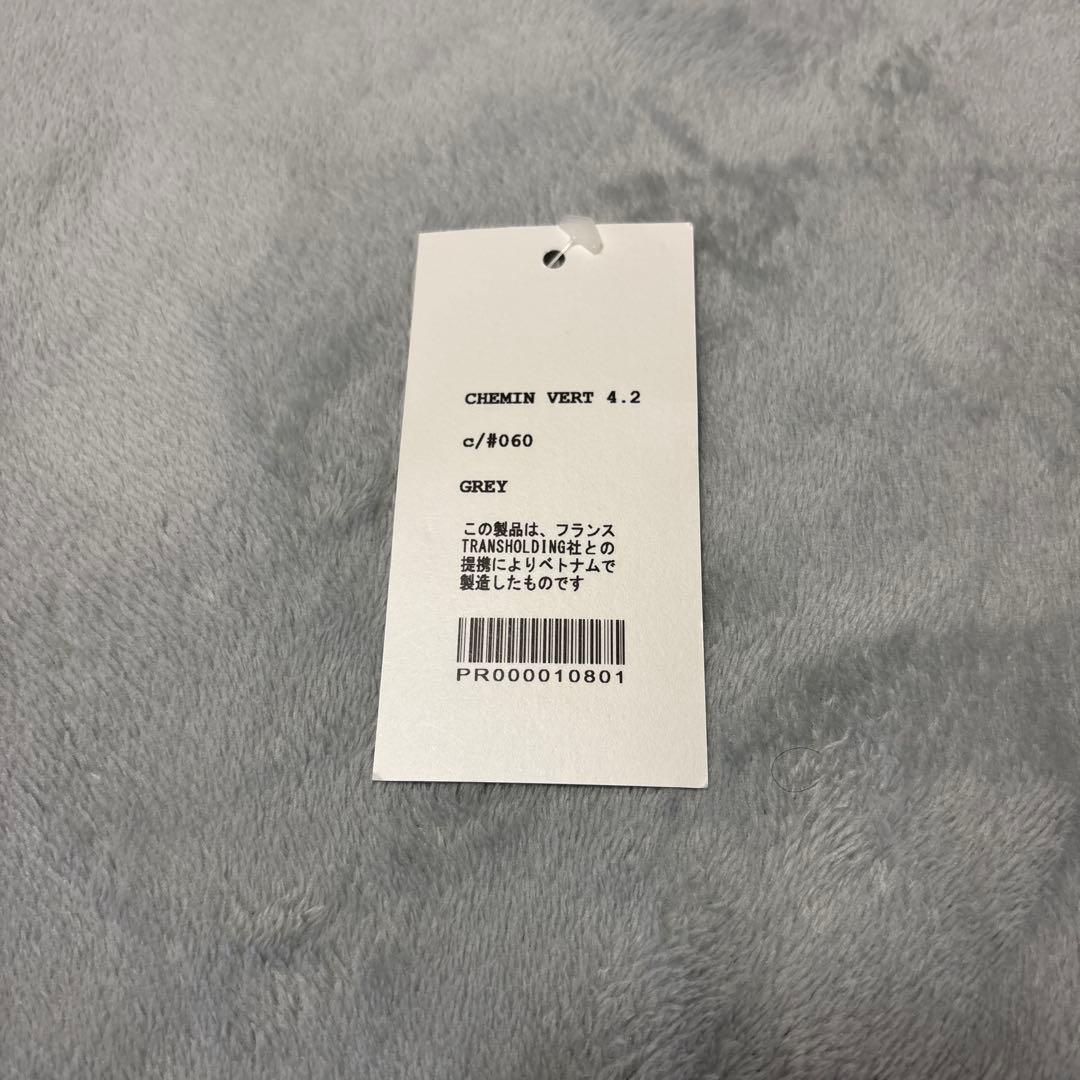 CHEMIN VERT 4.2
c/#060
GREY
この製品は、フランス
TRANSHOLDING社との
提携によりベトナムで
製造したものです
PR000010801